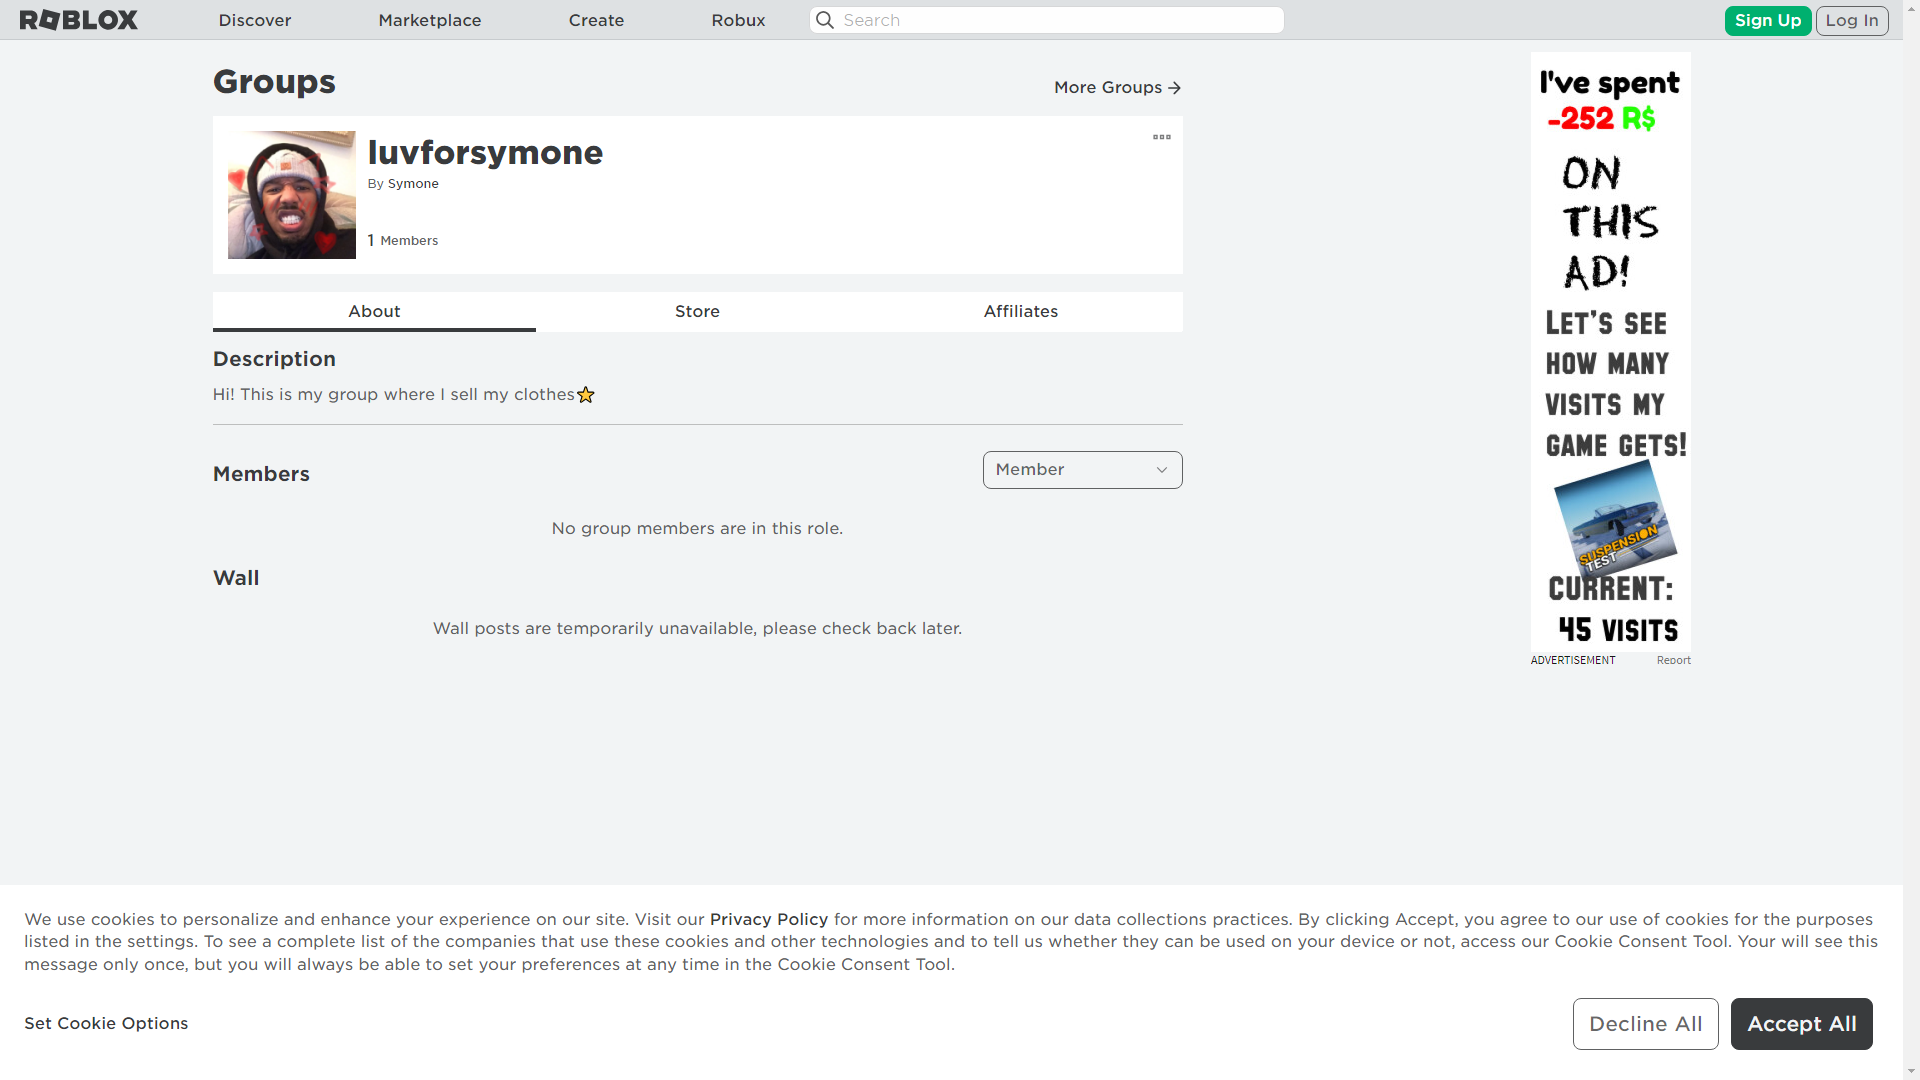 ROBLOX
Discover
Marketplace
Create
Robux
Search
Sign Up
Log In
Groups
More Groups
luvforsymone
By Symone
1 Members
About
Store
Affiliates
Description
Hi! This is my group where I sell my clothes⭐
Members
Member
No group members are in this role.
Wall
Wall posts are temporarily unavailable, please check back later.
I've spent
-252 R$
ON
THIS
AD!
LET'S SEE
HOW MANY
VISITS MY
GAME GETS!
SUSPENSION
TEST
CURRENT:
45 VISITS
ADVERTISEMENT
Report
We use cookies to personalize and enhance your experience on our site. Visit our Privacy Policy for more information on our data collections practices. By clicking Accept, you agree to our use of cookies for the purposes
listed in the settings. To see a complete list of the companies that use these cookies and other technologies and to tell us whether they can be used on your device or not, access our Cookie Consent Tool. Your will see this
message only once, but you will always be able to set your preferences at any time in the Cookie Consent Tool.
Set Cookie Options
Decline All
Accept All